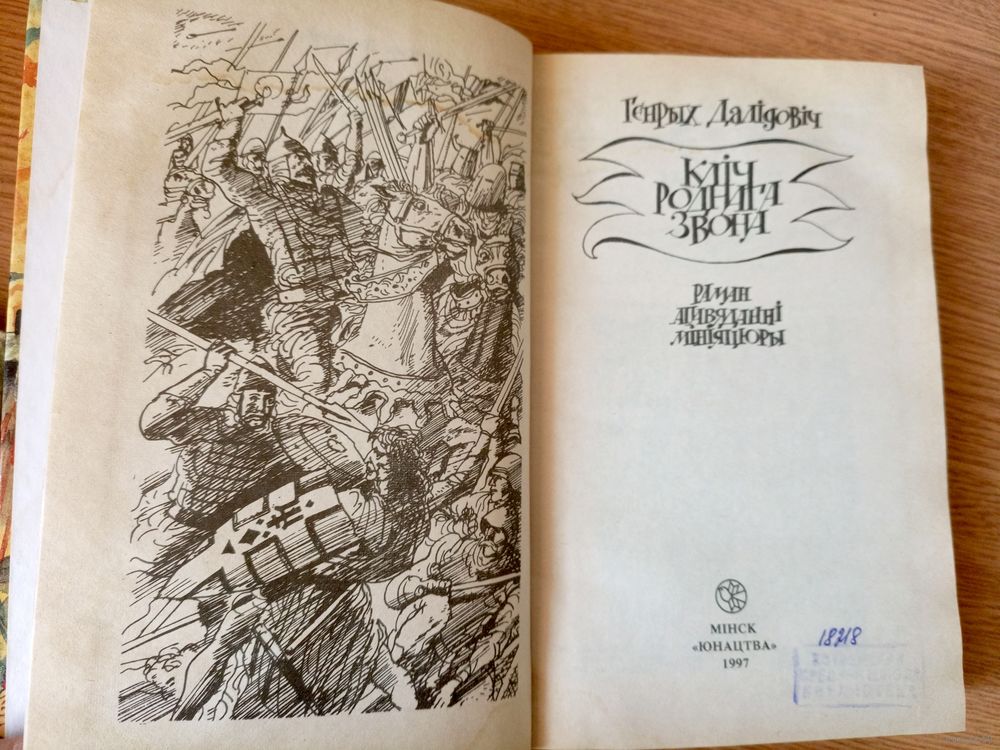 Генрых Далідовіч
Кліч
роднага
звона
Раман
апавяданні
мініяцюры
МІНСК
«ЮНАЦТВА»
1997
18218